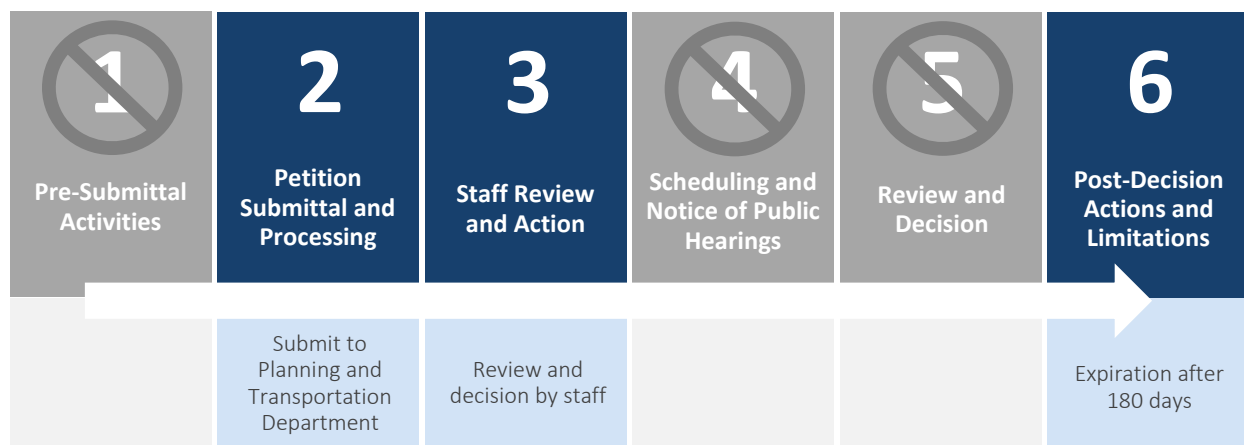 1
Pre-Submittal
Activities
2
Petition
Submittal and
Processing
Submit to
Planning and
Transportation
Department
3
Staff Review
and Action
Review and
decision by staff
4
Scheduling and
Notice of Public
Hearings
5
Review and
Decision
6
Post-Decision
Actions and
Limitations
Expiration after
180 days